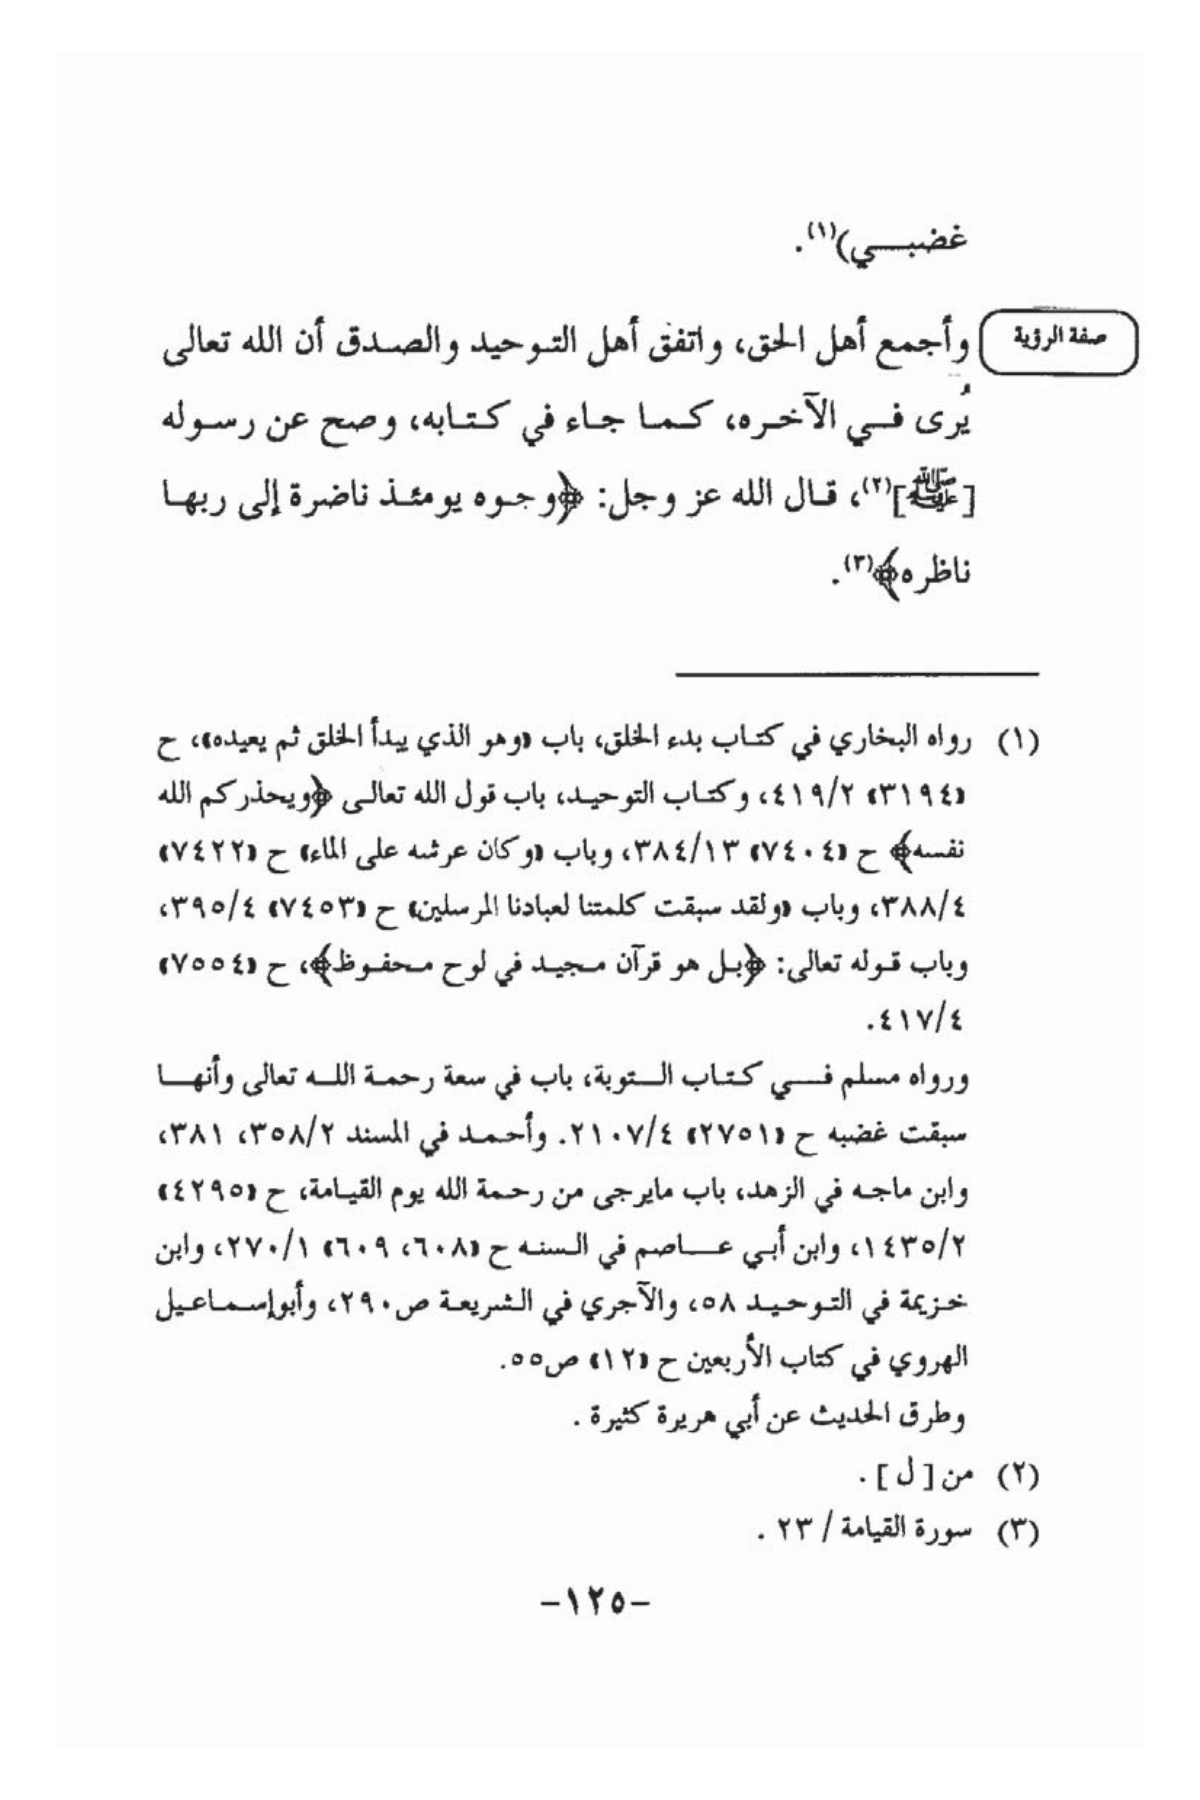 غضبـــي)(١).
صفة الرؤية
وأجمع أهل الحق، واتفق أهل التوحيد والصدق أن الله تعالى
يُرى فـي الآخره، كما جاء في كتابه، وصح عن رسوله
[ﷺ](٢)، قال الله عز وجل: ﴿وجوه يومئذ ناضرة إلى ربها
ناظره﴾(٣).
(١) رواه البخاري في كتاب بدء الخلق، باب «وهو الذي يبدأ الخلق ثم يعيده»، ح
«٣١٩٤» ٤١٩/٢، وكتاب التوحيد، باب قول الله تعالى ﴿ويحذركم الله
نفسه﴾ ح «٧٤٠٤» ٣٨٤/١٣، وباب «وكان عرشه على الماء» ح «٧٤٢٢»
٣٨٨/٤، وباب «ولقد سبقت كلمتنا لعبادنا المرسلين» ح «٧٤٥٣» ٣٩٥/٤،
وباب قوله تعالى: ﴿بل هو قرآن مجيد في لوح محفوظ﴾، ح «٧٥٥٤»
٤١٧/٤.
ورواه مسلم فـي كتاب التوبة، باب في سعة رحمة الله تعالى وأنها
سبقت غضبه ح «٢٧٥١» ٢١٠٧/٤. وأحمد في المسند ٣٥٨/٢، ٣٨١،
وابن ماجه في الزهد، باب مايرجى من رحمة الله يوم القيامة، ح «٤٢٩٥»
١٤٣٥/٢، وابن أبي عاصم في السنه ح «٦٠٨، ٦٠٩» ٢٧٠/١، وابن
خزيمة في التوحيد ٥٨، والآجري في الشريعة ص٢٩٠، وأبوإسماعيل
الهروي في كتاب الأربعين ح «١٢» ص٥٥.
وطرق الحديث عن أبي هريرة كثيرة .
(٢) من [ ل ] .
(٣) سورة القيامة / ٢٣ .
-١٢٥-